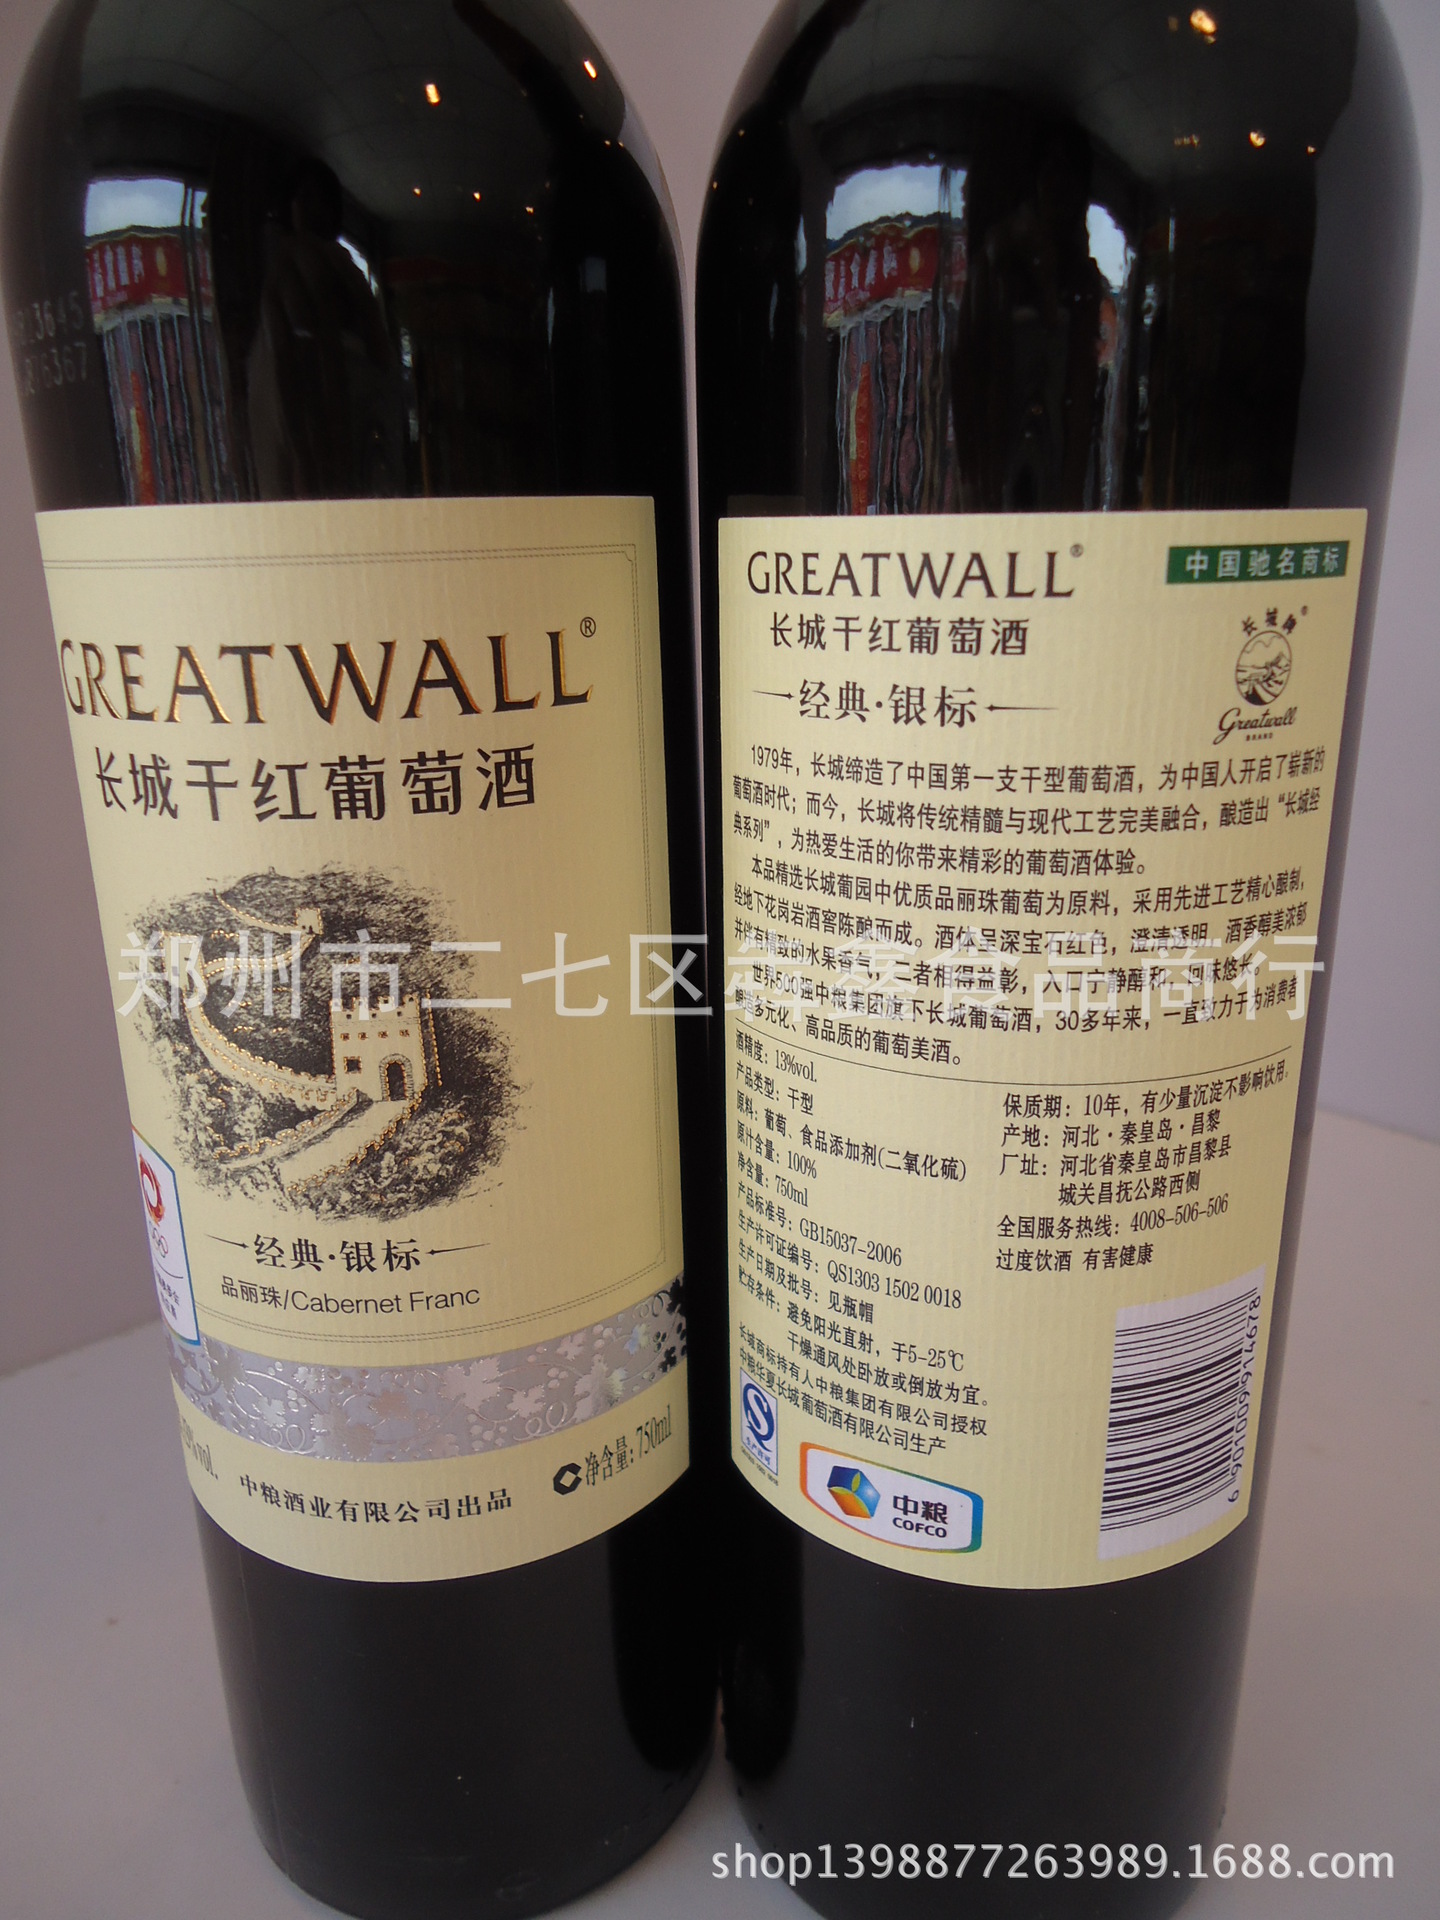 3645
76367
GREATWALL®
长城干红葡萄酒
经典·银标
品丽珠/Cabernet Franc
%vol.
中粮酒业有限公司出品
净含量:750ml
GREATWALL®
长城干红葡萄酒
经典·银标
中国驰名商标
长城牌®
Greatwall
BRAND
1979年,长城缔造了中国第一支干型葡萄酒,为中国人开启了崭新的
葡萄酒时代;而今,长城将传统精髓与现代工艺完美融合,酿造出“长城经
典系列”,为热爱生活的你带来精彩的葡萄酒体验。
本品精选长城葡园中优质品丽珠葡萄为原料,采用先进工艺精心酿制,
经地下花岗岩酒窖陈酿而成。酒体呈深宝石红色,澄清透明,酒香醇美浓郁
并伴有精致的水果香气,二者相得益彰,入口宁静醇和,回味悠长。
世界500强中粮集团旗下长城葡萄酒,30多年来,一直致力于为消费者
酿造多元化、高品质的葡萄美酒。
酒精度:13%vol.
产品类型:干型
原料:葡萄、食品添加剂(二氧化硫)
原汁含量:100%
净含量:750ml
产品标准号:GB15037-2006
生产许可证编号:QS1303 1502 0018
生产日期及批号:见瓶帽
贮存条件:避免阳光直射,于5-25℃
干燥通风处卧放或倒放为宜。
长城商标持有人中粮集团有限公司授权
中粮华夏长城葡萄酒有限公司生产
保质期:10年,有少量沉淀不影响饮用。
产地:河北·秦皇岛·昌黎
厂址:河北省秦皇岛市昌黎县
城关昌抚公路西侧
全国服务热线:4008-506-506
过度饮酒 有害健康
生产许可
中粮
COFCO
6901009914678
郑州市二七区犇鑫食品商行
shop1398877263989.1688.com